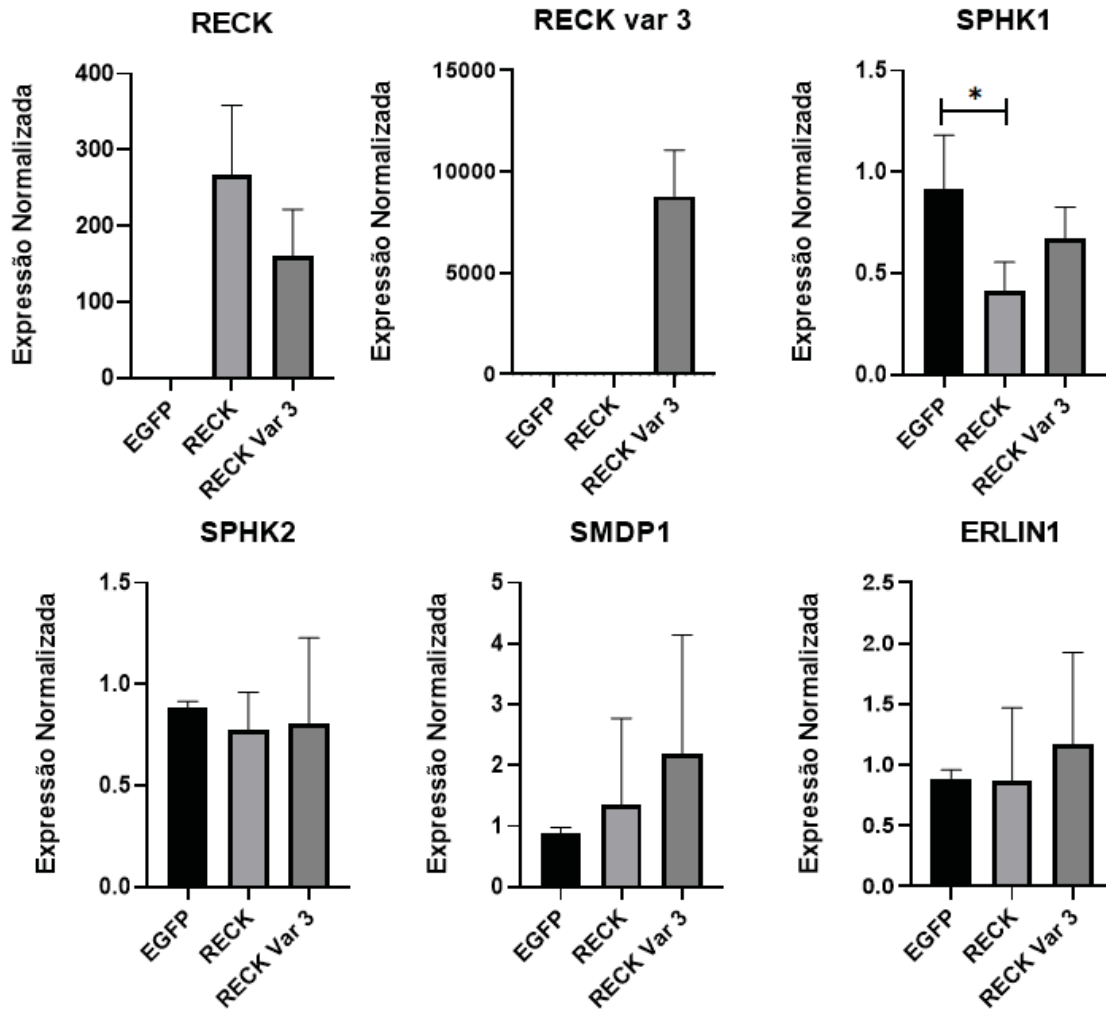 RECK
Expressão Normalizada
400
300
200
100
0
EGFP
RECK
RECK Var 3
RECK var 3
Expressão Normalizada
15000
10000
5000
0
EGFP
RECK
RECK Var 3
SPHK1
Expressão Normalizada
1.5
1.0
0.5
0.0
*
EGFP
RECK
RECK Var 3
SPHK2
Expressão Normalizada
1.5
1.0
0.5
0.0
EGFP
RECK
RECK Var 3
SMDP1
Expressão Normalizada
5
4
3
2
1
0
EGFP
RECK
RECK Var 3
ERLIN1
Expressão Normalizada
2.5
2.0
1.5
1.0
0.5
0.0
EGFP
RECK
RECK Var 3